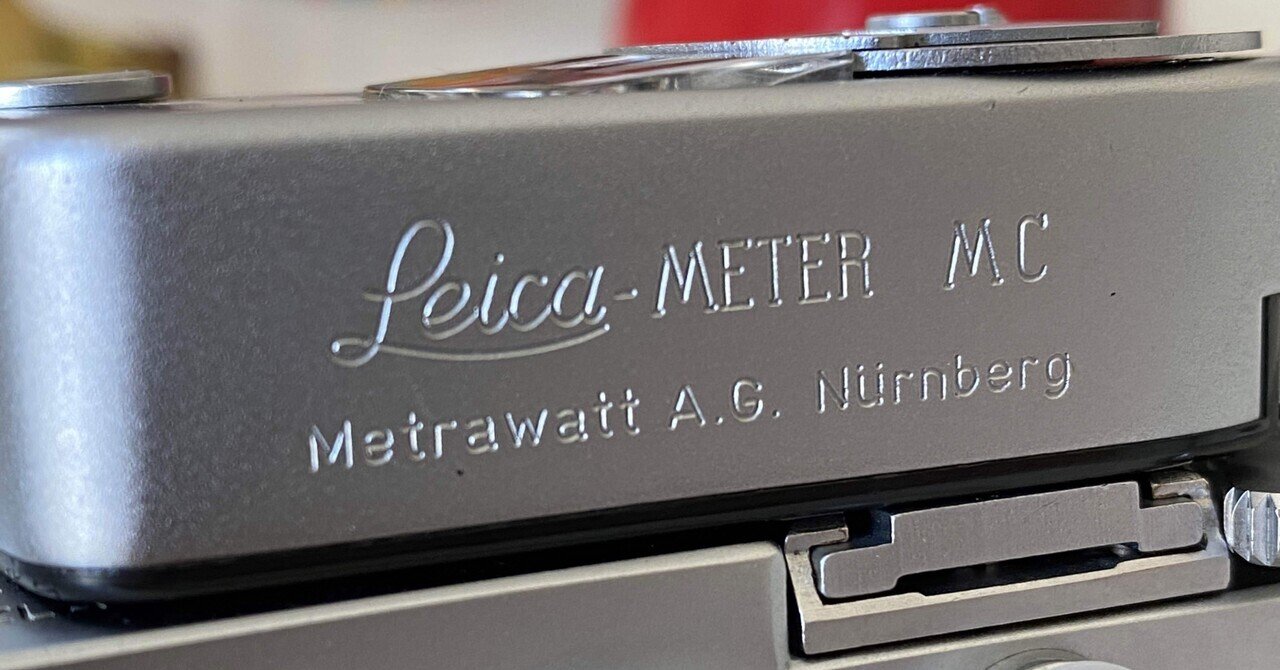 Leica-METER MC
Metrawatt A.G. Nürnberg